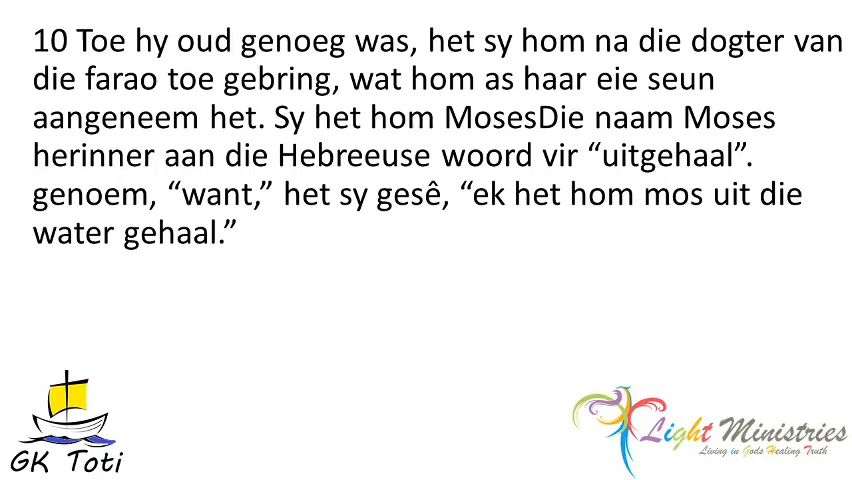 10 Toe hy oud genoeg was, het sy hom na die dogter van
die farao toe gebring, wat hom as haar eie seun
aangeneem het. Sy het hom MosesDie naam Moses
herinner aan die Hebreeuse woord vir “uitgehaal”.
genoem, “want,” het sy gesê, “ek het hom mos uit die
water gehaal.”
GK Toti
Light Ministries
Living in Gods Healing Truth